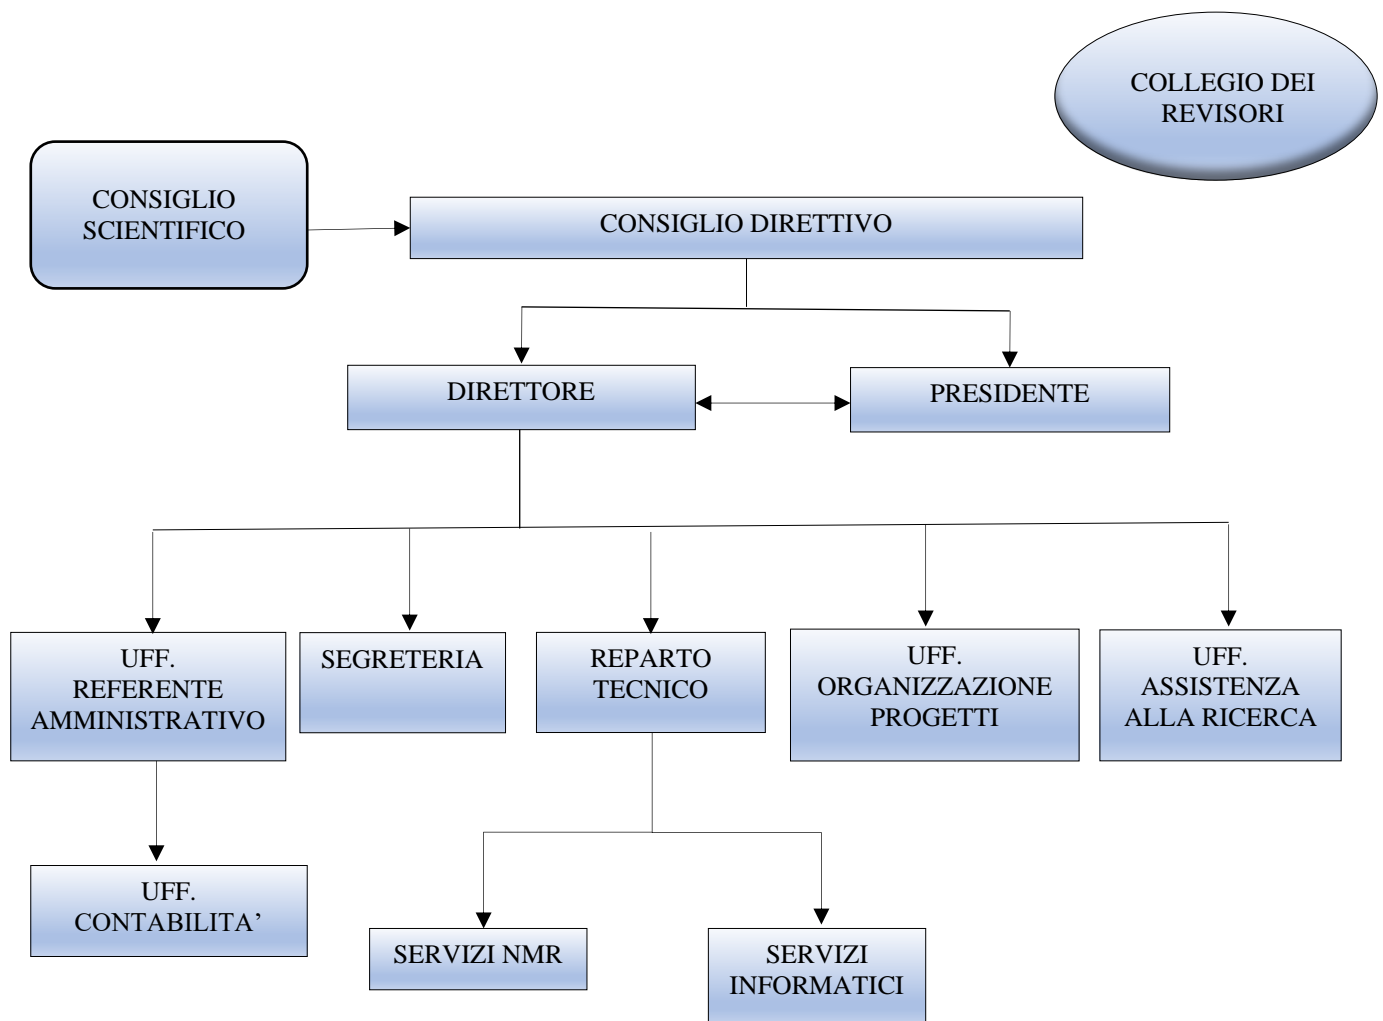 COLLEGIO DEI
REVISORI
CONSIGLIO
SCIENTIFICO
CONSIGLIO DIRETTIVO
DIRETTORE
PRESIDENTE
UFF.
REFERENTE
AMMINISTRATIVO
SEGRETERIA
REPARTO
TECNICO
UFF.
ORGANIZZAZIONE
PROGETTI
UFF.
ASSISTENZA
ALLA RICERCA
UFF.
CONTABILITA’
SERVIZI NMR
SERVIZI
INFORMATICI